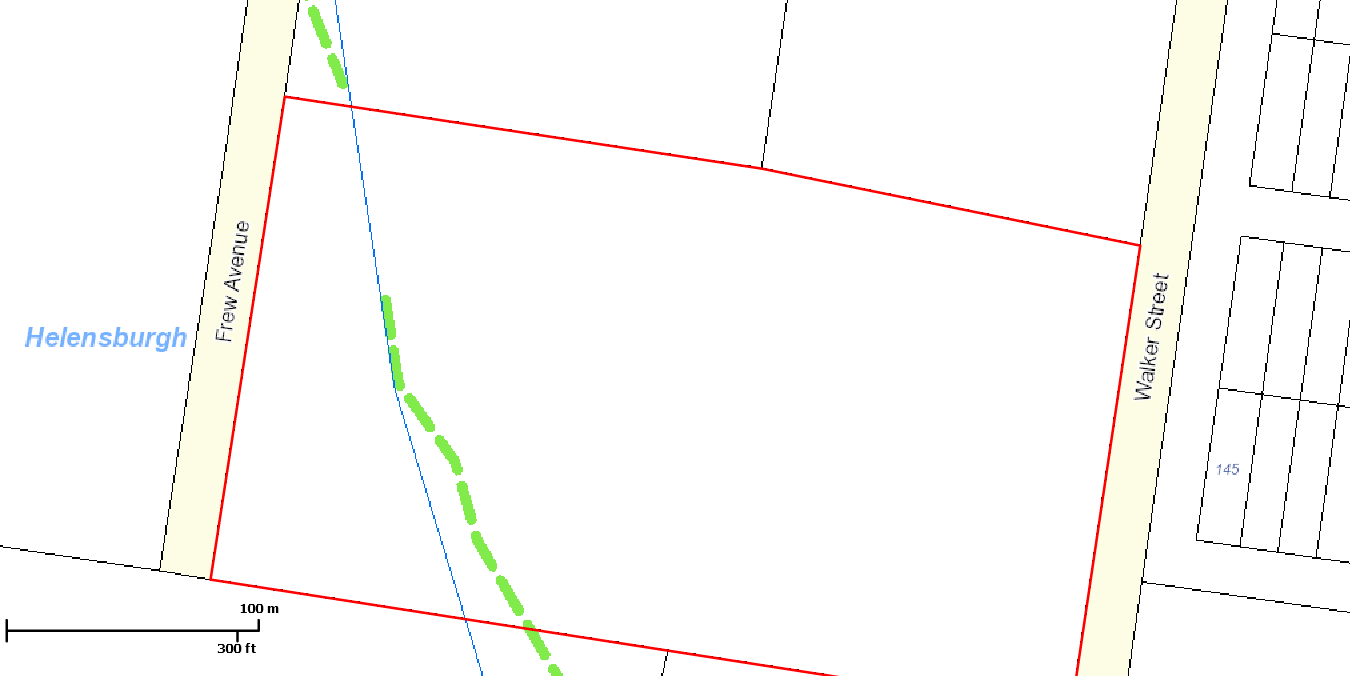 Frew Avenue
Helensburgh
Walker Street
145
100 m
300 ft